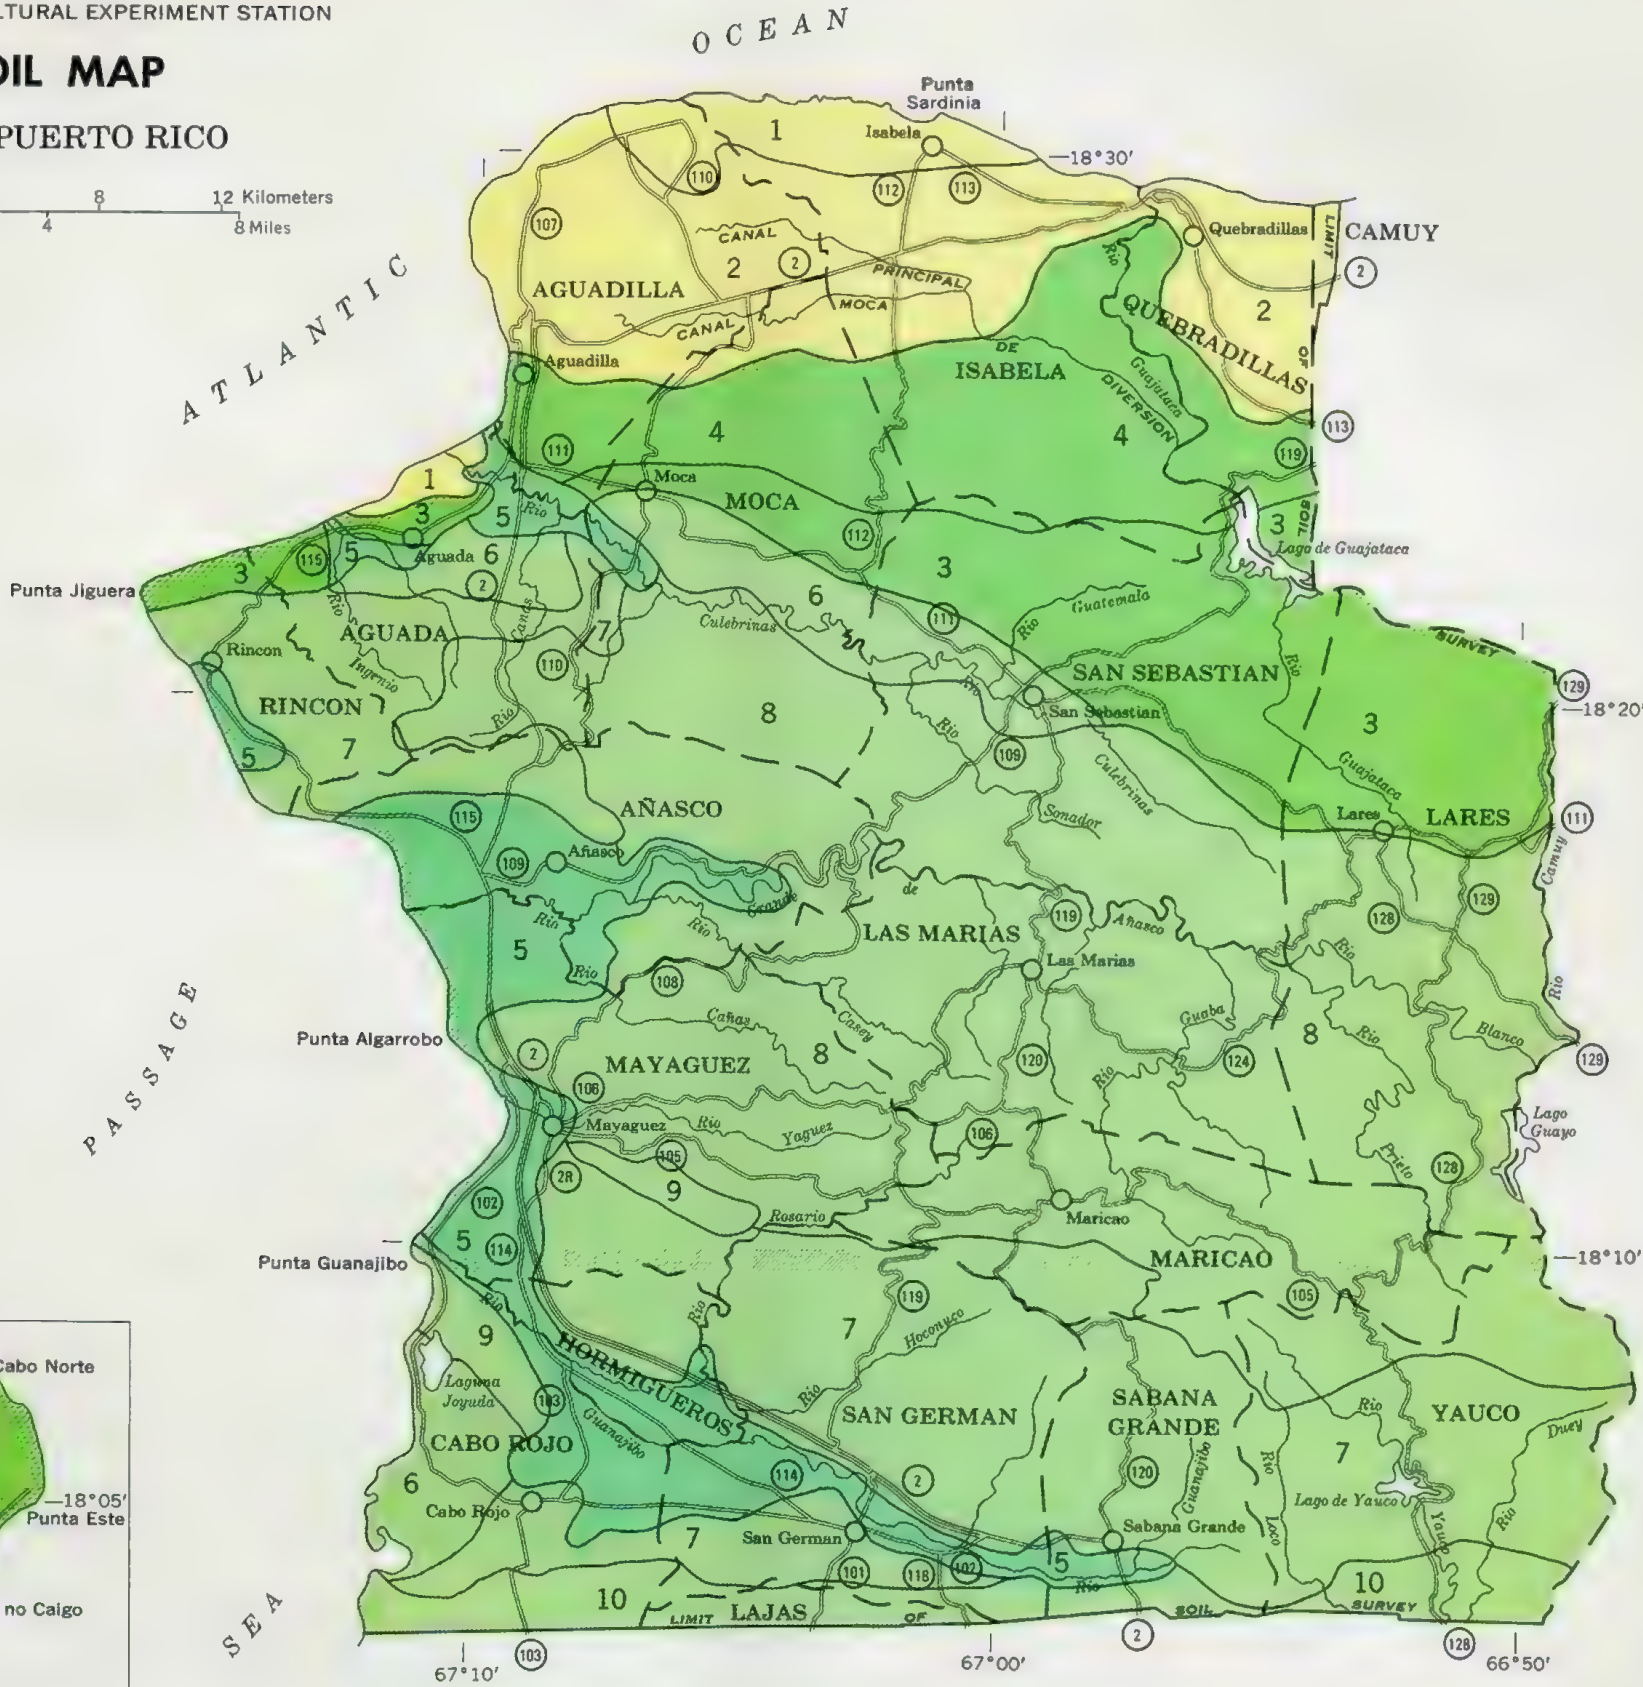 LTURAL EXPERIMENT STATION
OIL MAP
PUERTO RICO
8
12 Kilometers
4
8 Miles
OCEAN
ATLANTIC
PASSAGE
SEA
Punta
Sardinia
Isabela
18°30'
1
110
112
113
107
CANAL
2
2
PRINCIPAL
Quebradillas
LIMIT
CAMUY
2
AGUADILLA
MOCA
CANAL
Rio
QUEBRADILLAS
2
OF
Aguadilla
DE
ISABELA
Guajataca
DIVERSION
113
4
4
111
119
Moca
MOCA
1
3
5
Rio
112
3
SOIL
Lago de Guajataca
115
5
Aguada
6
2
3
3
Punta Jiguera
Rio
Canas
7
6
Culebrinas
111
Guatemala
Rio
SURVEY
AGUADA
Rincon
Ingenio
110
SAN SEBASTIAN
Rio
129
18°20'
RINCON
Rio
8
Rio
San Sebastian
Rio
3
7
5
109
Culebrinas
Guajataca
AÑASCO
115
Sonador
Lares
LARES
111
109
Añasco
Camuy
Grande
de
Rio
Rio
119
Añasco
128
129
LAS MARIAS
5
Las Marias
Rio
Rio
108
Rio
Punta Algarrobo
Cañas
Casey
Guaba
8
Rio
Blanco
2
MAYAGUEZ
8
120
124
129
106
Rio
Mayaguez
Rio
Yaguez
106
Lago
Guayo
105
2R
9
Prieto
128
102
Rosario
Maricao
5
114
Punta Guanajibo
MARICAO
18°10'
Rio
Rio
119
105
9
HORMIGUEROS
7
Hoconuco
Laguna
Joyuda
103
Rio
SABANA
GRANDE
Guanajibo
SAN GERMAN
Rio
YAUCO
Duey
CABO ROJO
7
114
2
120
Guanajibo
Rio
6
Cabo Rojo
Lago de Yauco
Loco
Rio
Yauco
San German
Sabana Grande
7
5
101
118
102
Rio
10
10
LIMIT
LAJAS
OF
SOIL
SURVEY
103
2
128
67°10'
67°00'
66°50'
Cabo Norte
18°05'
Punta Este
no Caigo